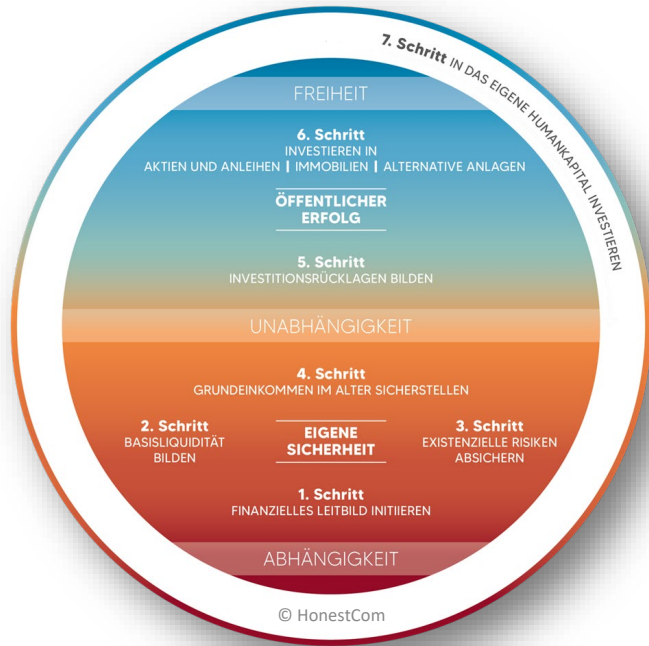 7. Schritt IN DAS EIGENE HUMANKAPITAL INVESTIEREN
FREIHEIT
6. Schritt
INVESTIEREN IN
AKTIEN UND ANLEIHEN | IMMOBILIEN | ALTERNATIVE ANLAGEN
ÖFFENTLICHER
ERFOLG
5. Schritt
INVESTITIONSRÜCKLAGEN BILDEN
UNABHÄNGIGKEIT
4. Schritt
GRUNDEINKOMMEN IM ALTER SICHERSTELLEN
2. Schritt
BASISLIQUIDITÄT
BILDEN
EIGENE
SICHERHEIT
3. Schritt
EXISTENZIELLE RISIKEN
ABSICHERN
1. Schritt
FINANZIELLES LEITBILD INITIIEREN
ABHÄNGIGKEIT
© HonestCom